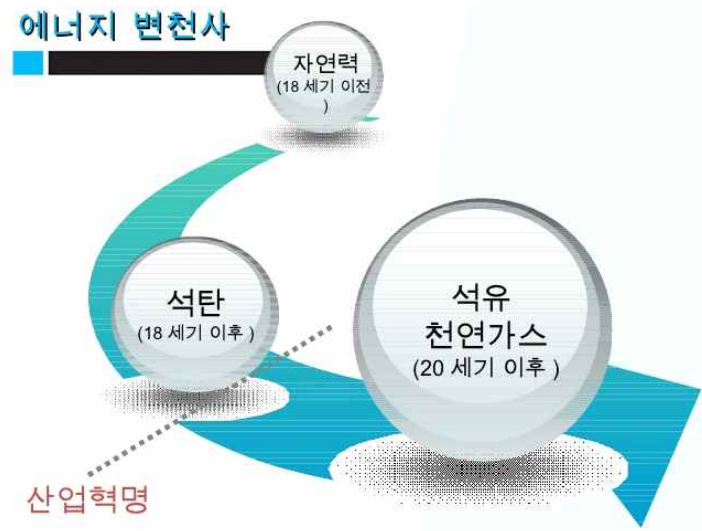 에너지 변천사
자연력
(18 세기 이전
)
석탄
(18 세기 이후 )
석유
천연가스
(20 세기 이후 )
산업혁명